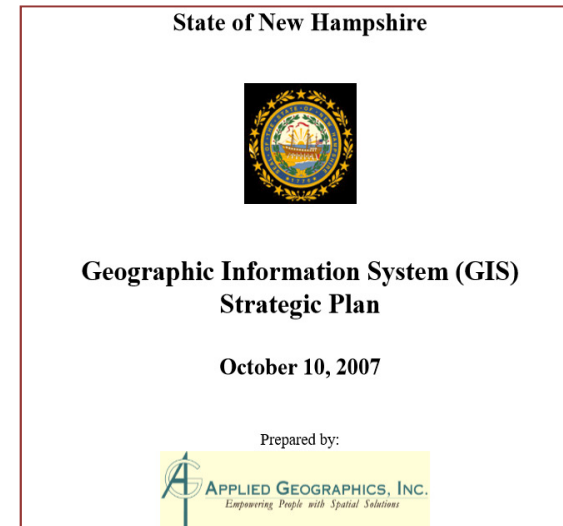 State of New Hampshire
Geographic Information System (GIS)
Strategic Plan
October 10, 2007
Prepared by:
APPLIED GEOGRAPHICS, INC.
Empowering People with Spatial Solutions